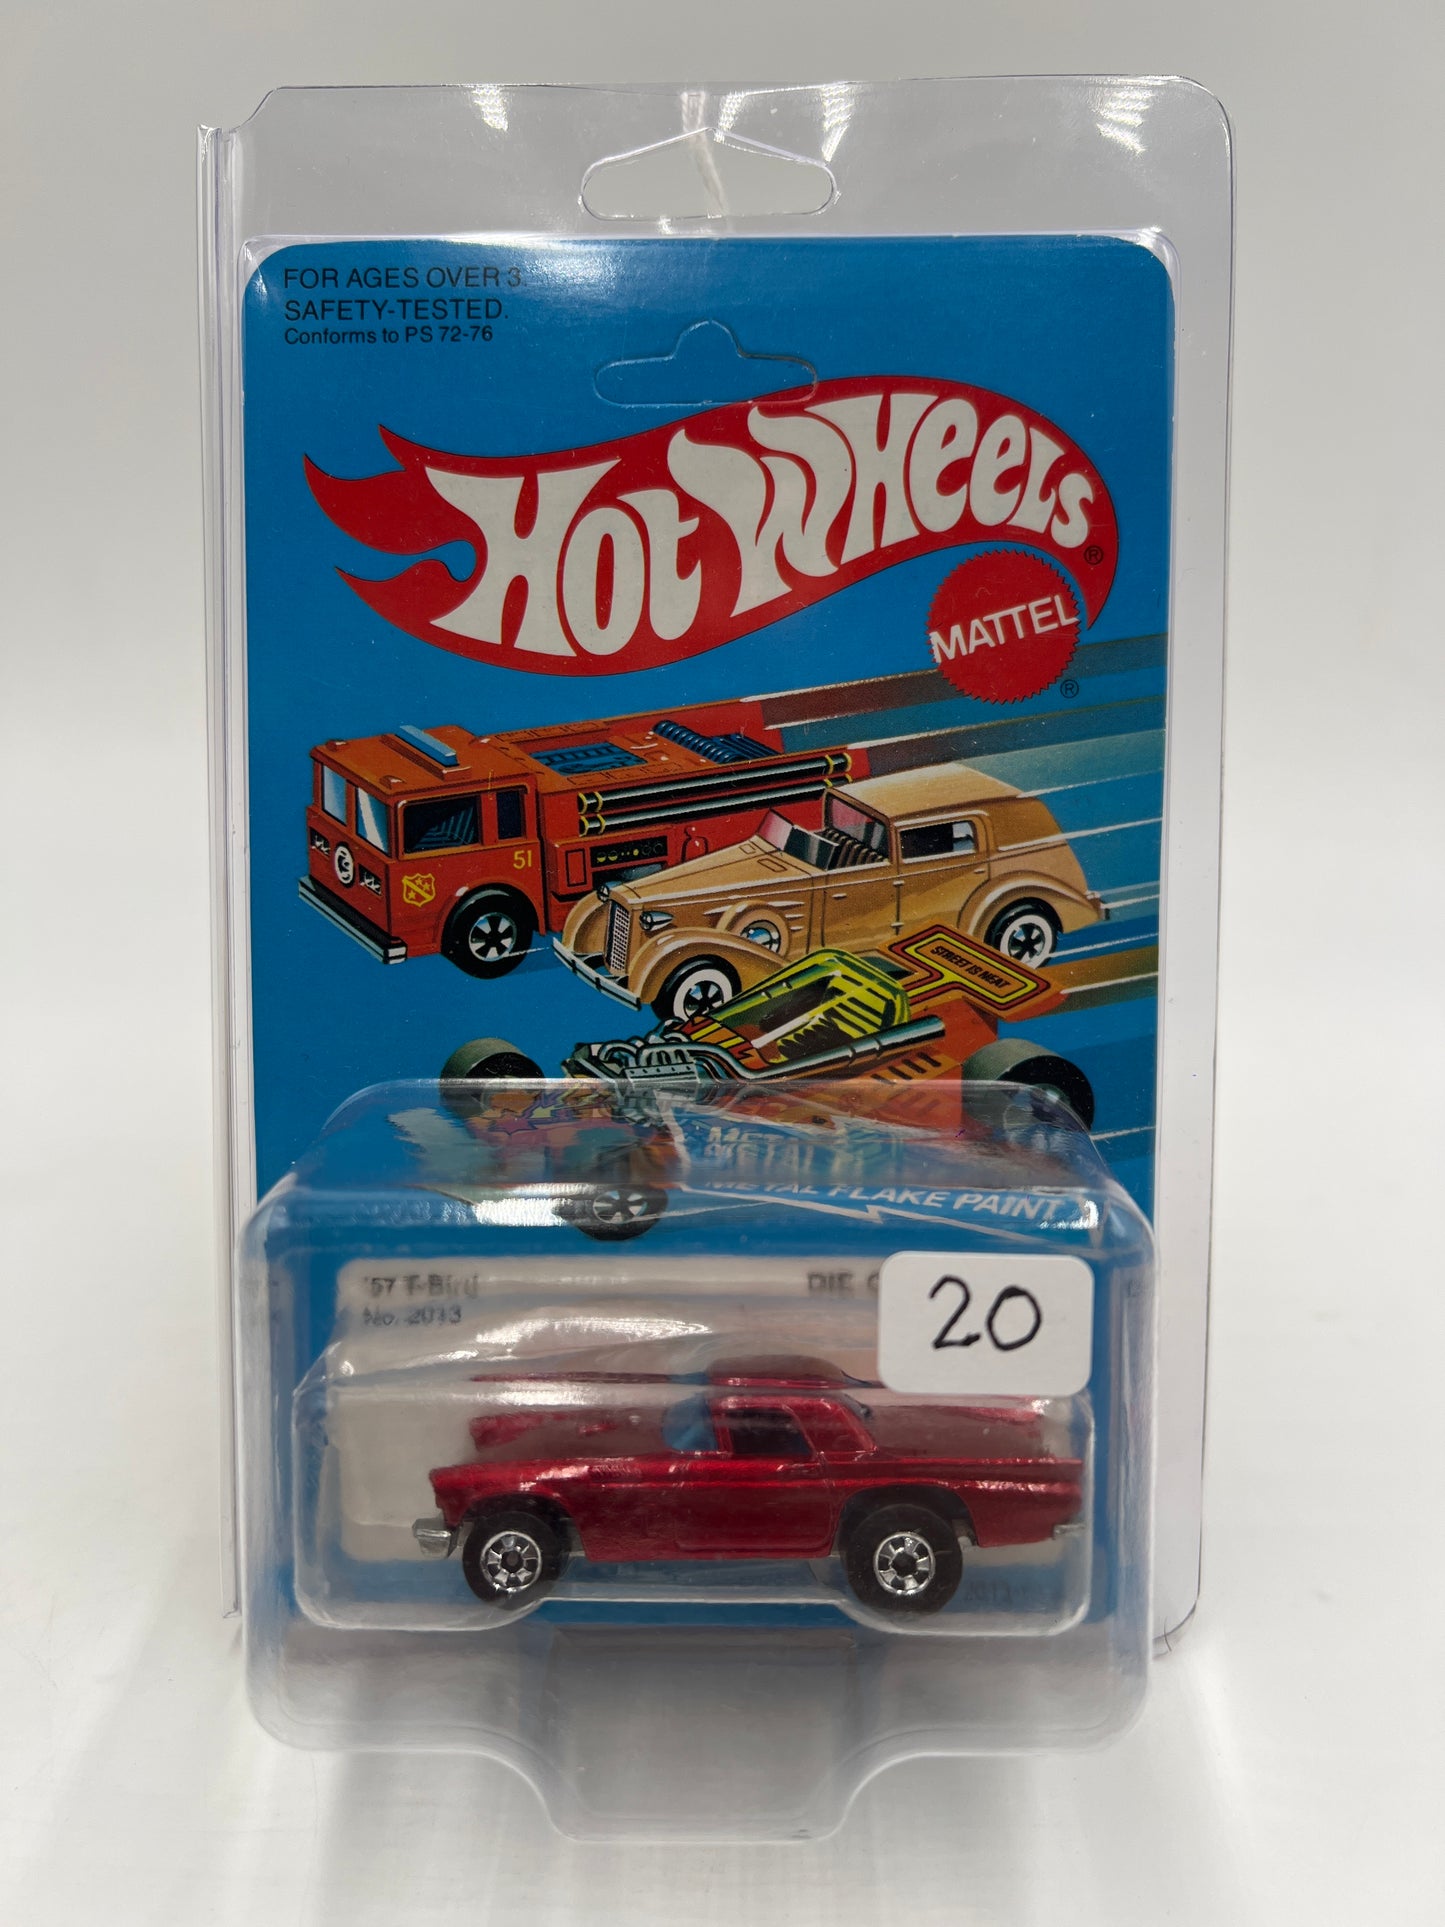 FOR AGES OVER 3.
SAFETY-TESTED.
Conforms to PS 72-76
HOT WHEELS®
MATTEL
®
51
STREET IS NEAT
METAL FLAKE PAINT
'57 T-Bird
DIE
No. 2013
20